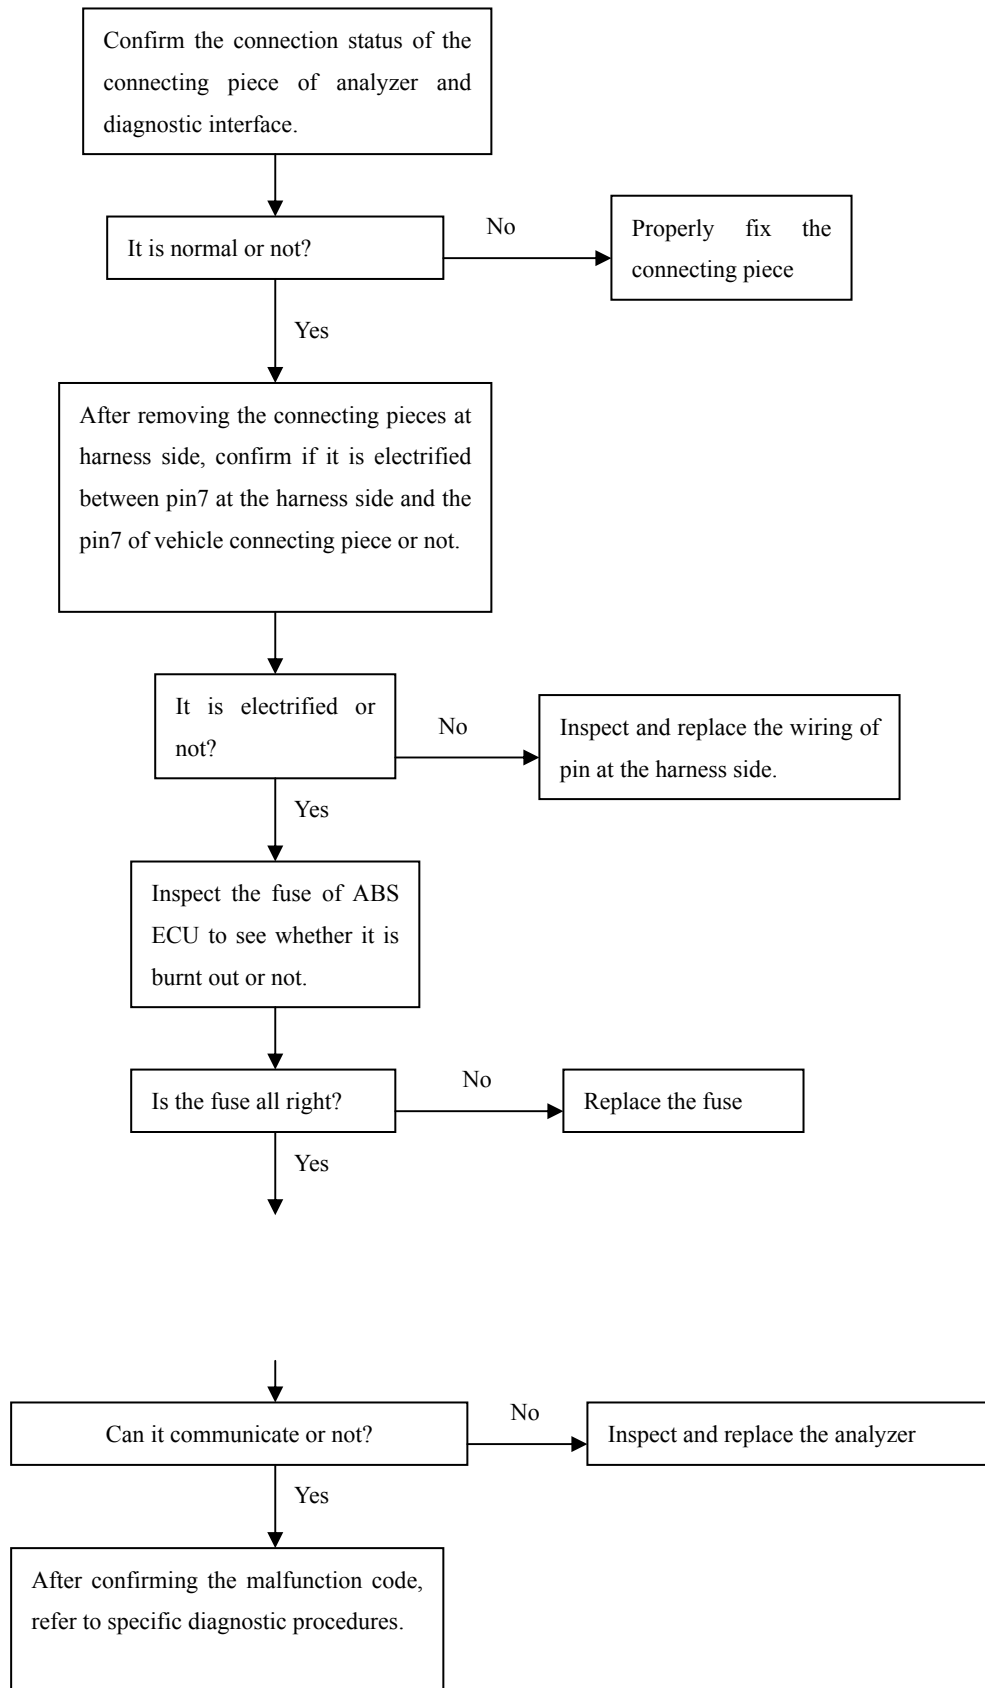 Confirm the connection status of the
connecting piece of analyzer and
diagnostic interface.
It is normal or not?
No
Properly fix the
connecting piece
Yes
After removing the connecting pieces at
harness side, confirm if it is electrified
between pin7 at the harness side and the
pin7 of vehicle connecting piece or not.
It is electrified or
not?
No
Inspect and replace the wiring of
pin at the harness side.
Yes
Inspect the fuse of ABS
ECU to see whether it is
burnt out or not.
Is the fuse all right?
No
Replace the fuse
Yes
Can it communicate or not?
No
Inspect and replace the analyzer
Yes
After confirming the malfunction code,
refer to specific diagnostic procedures.